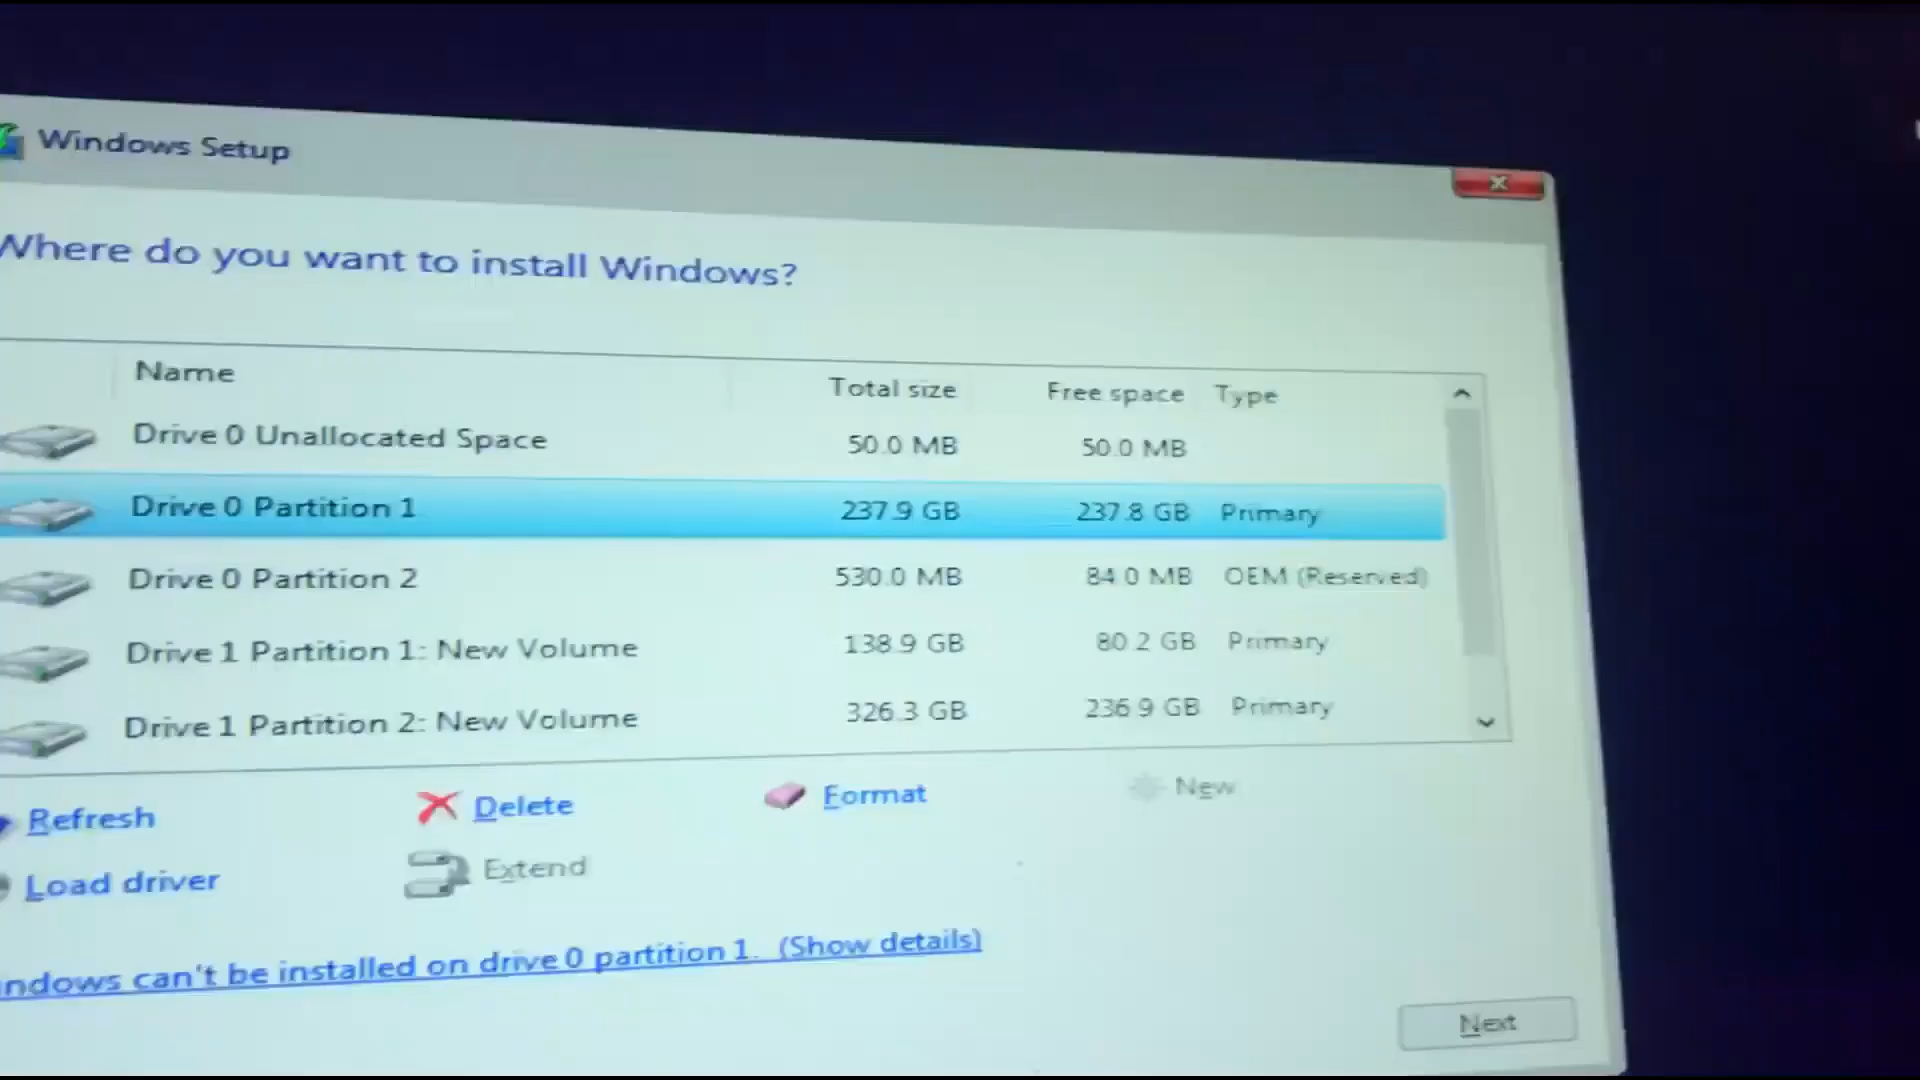 Windows Setup
Where do you want to install Windows?
Name Total size Free space Type
Drive 0 Unallocated Space 50.0 MB 50.0 MB
Drive 0 Partition 1 237.9 GB 237.8 GB Primary
Drive 0 Partition 2 530.0 MB 84.0 MB OEM (Reserved)
Drive 1 Partition 1: New Volume 138.9 GB 80.2 GB Primary
Drive 1 Partition 2: New Volume 326.3 GB 236.9 GB Primary
Refresh Delete Format New
Load driver Extend
ndows can't be installed on drive 0 partition 1. (Show details)
Next